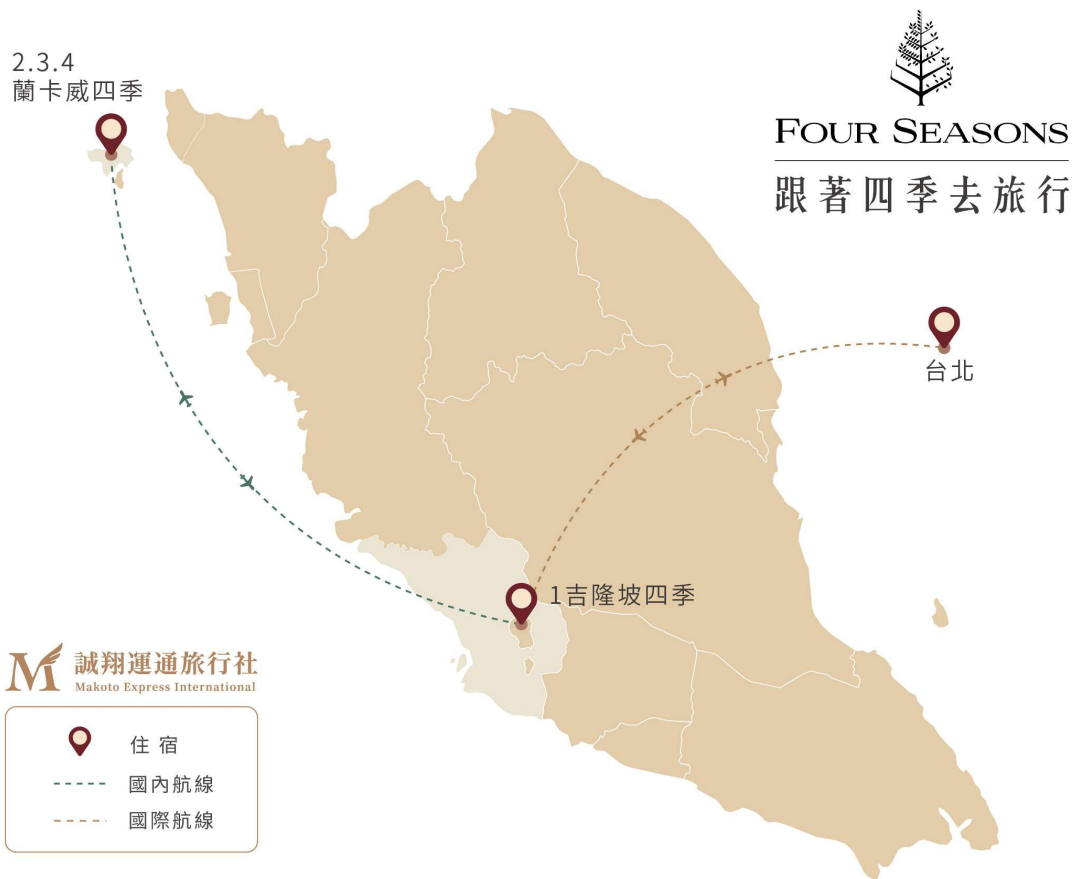 2.3.4
蘭卡威四季
FOUR SEASONS
跟著四季去旅行
台北
1吉隆坡四季
M 誠翔運通旅行社
Makoto Express International
住宿
國內航線
國際航線